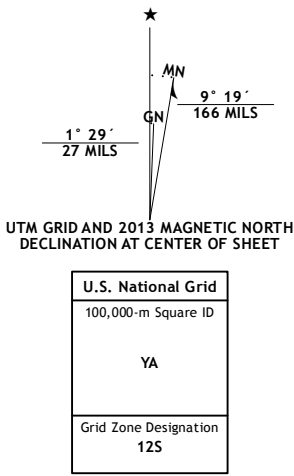 ★
MN
GN
9° 19´
166 MILS
1° 29´
27 MILS
UTM GRID AND 2013 MAGNETIC NORTH
DECLINATION AT CENTER OF SHEET
U.S. National Grid
100,000-m Square ID
YA
Grid Zone Designation
12S